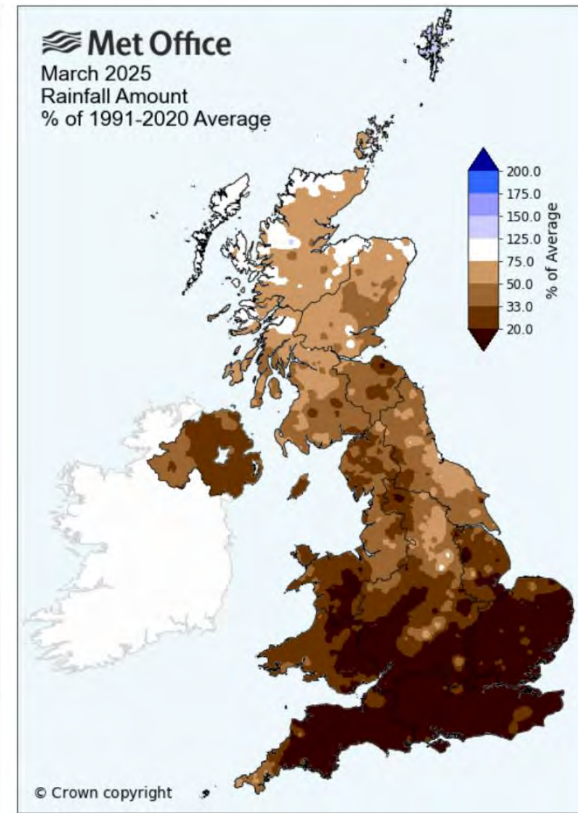 Met Office
March 2025
Rainfall Amount
% of 1991-2020 Average
200.0
175.0
150.0
125.0
75.0
50.0
33.0
20.0
% of Average
© Crown copyright